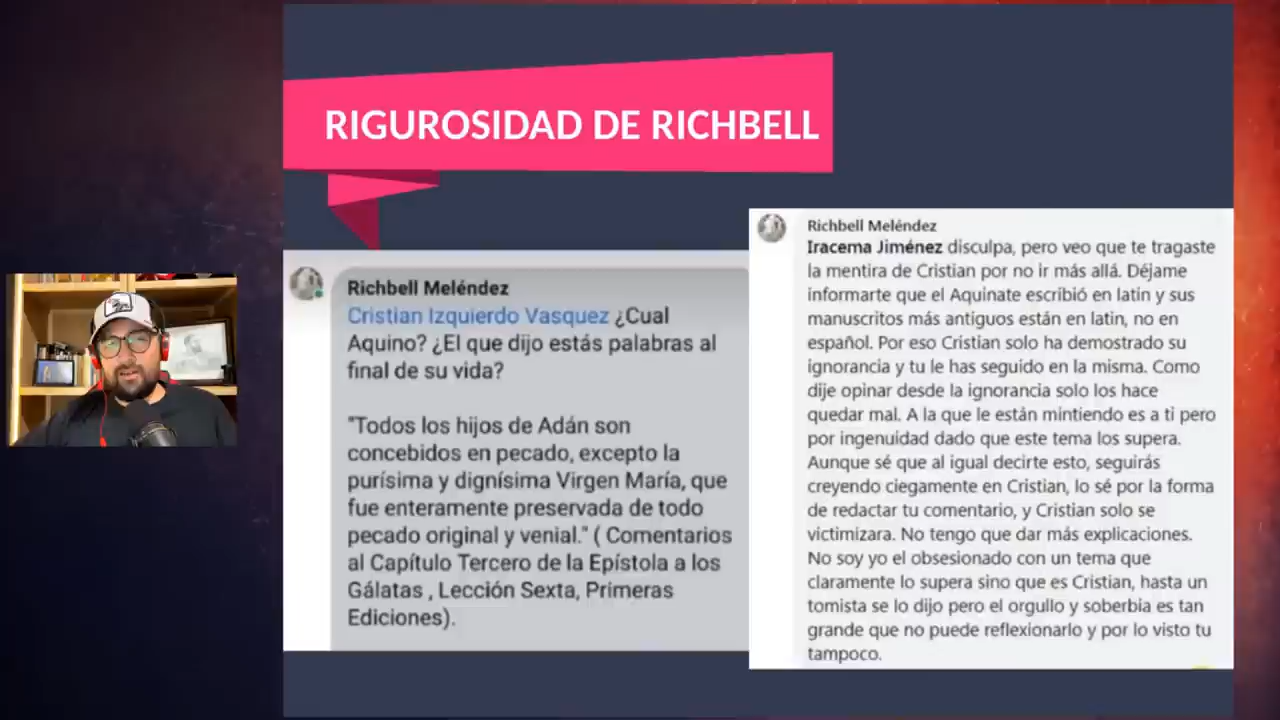 RIGUROSIDAD DE RICHBELL
Richbell Meléndez
Cristian Izquierdo Vasquez ¿Cual
Aquino? ¿El que dijo estás palabras al
final de su vida?
"Todos los hijos de Adán son
concebidos en pecado, excepto la
purísima y dignísima Virgen María, que
fue enteramente preservada de todo
pecado original y venial." ( Comentarios
al Capítulo Tercero de la Epístola a los
Gálatas , Lección Sexta, Primeras
Ediciones).
Richbell Meléndez
Iracema Jiménez disculpa, pero veo que te tragaste
la mentira de Cristian por no ir más allá. Déjame
informarte que el Aquinate escribió en latín y sus
manuscritos más antiguos están en latin, no en
español. Por eso Cristian solo ha demostrado su
ignorancia y tu le has seguido en la misma. Como
dije opinar desde la ignorancia solo los hace
quedar mal. A la que le están mintiendo es a ti pero
por ingenuidad dado que este tema los supera.
Aunque sé que al igual decirte esto, seguirás
creyendo ciegamente en Cristian, lo sé por la forma
de redactar tu comentario, y Cristian solo se
victimizara. No tengo que dar más explicaciones.
No soy yo el obsesionado con un tema que
claramente lo supera sino que es Cristian, hasta un
tomista se lo dijo pero el orgullo y soberbia es tan
grande que no puede reflexionarlo y por lo visto tu
tampoco.